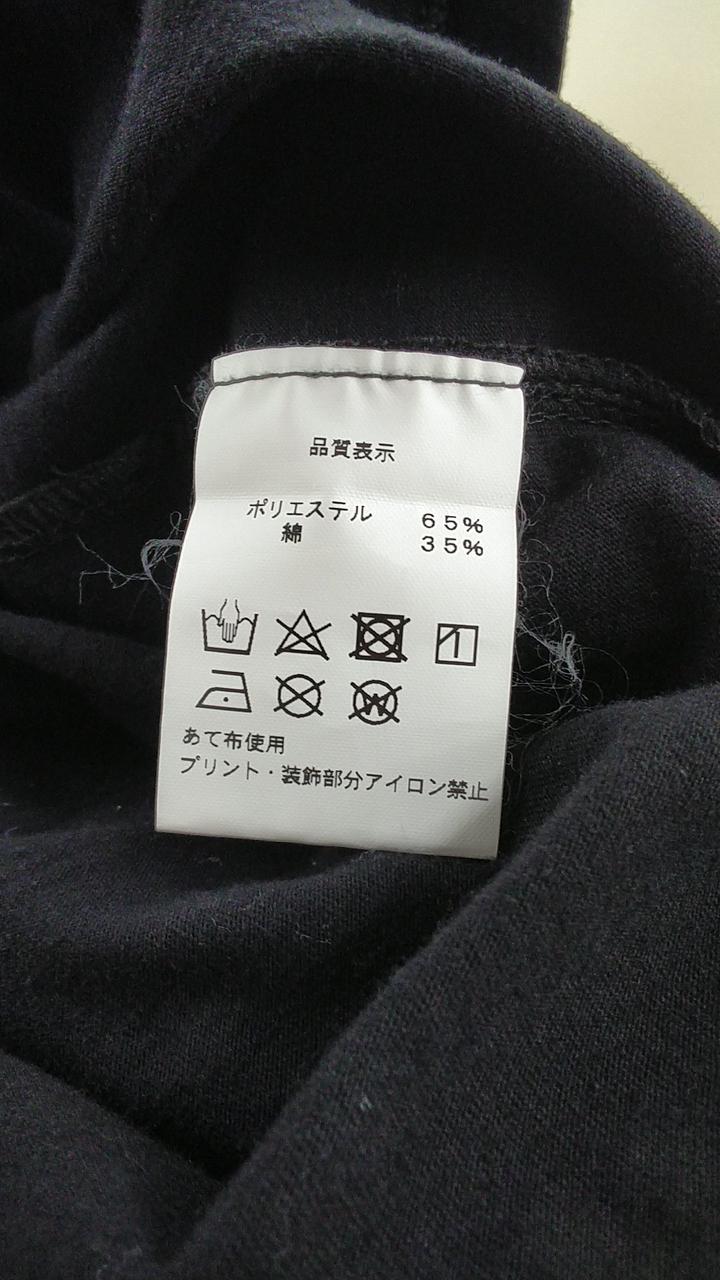 品質表示
ポリエステル 65%
綿 35%
あて布使用
プリント・装飾部分アイロン禁止